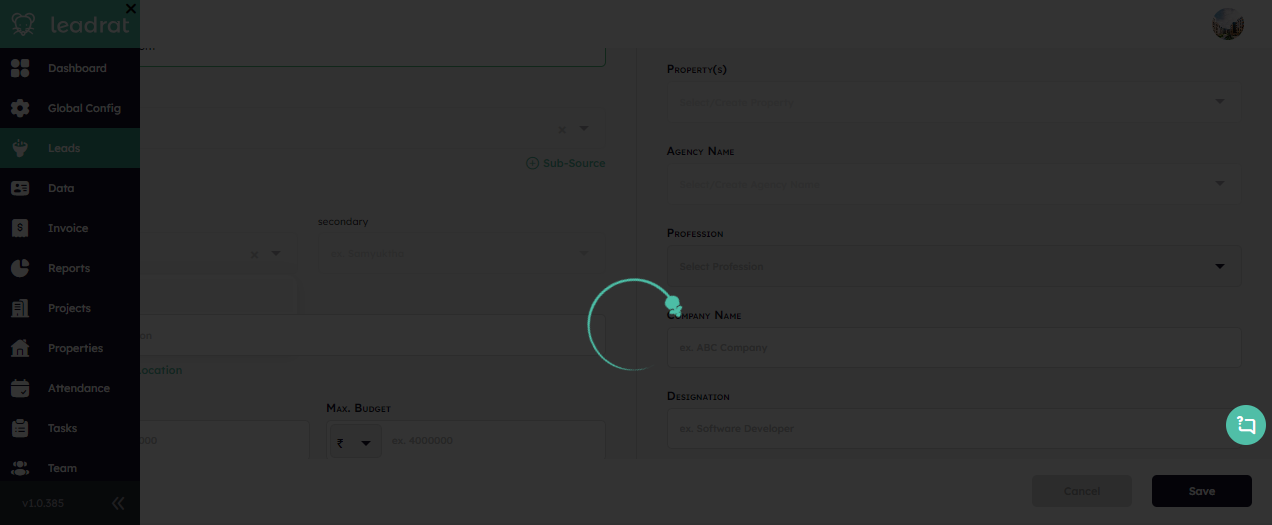 leadrat
Dashboard
Global Config
Leads
Data
Invoice
Reports
Projects
Properties
Attendance
Tasks
Team
v1.0.385
Sub-Source
secondary
on
ocation
Max. Budget
000
₹
ex. 4000000
Property(s)
Agency Name
Profession
Select Profession
Company Name
ex. ABC Company
Designation
ex. Software Developer
Cancel
Save